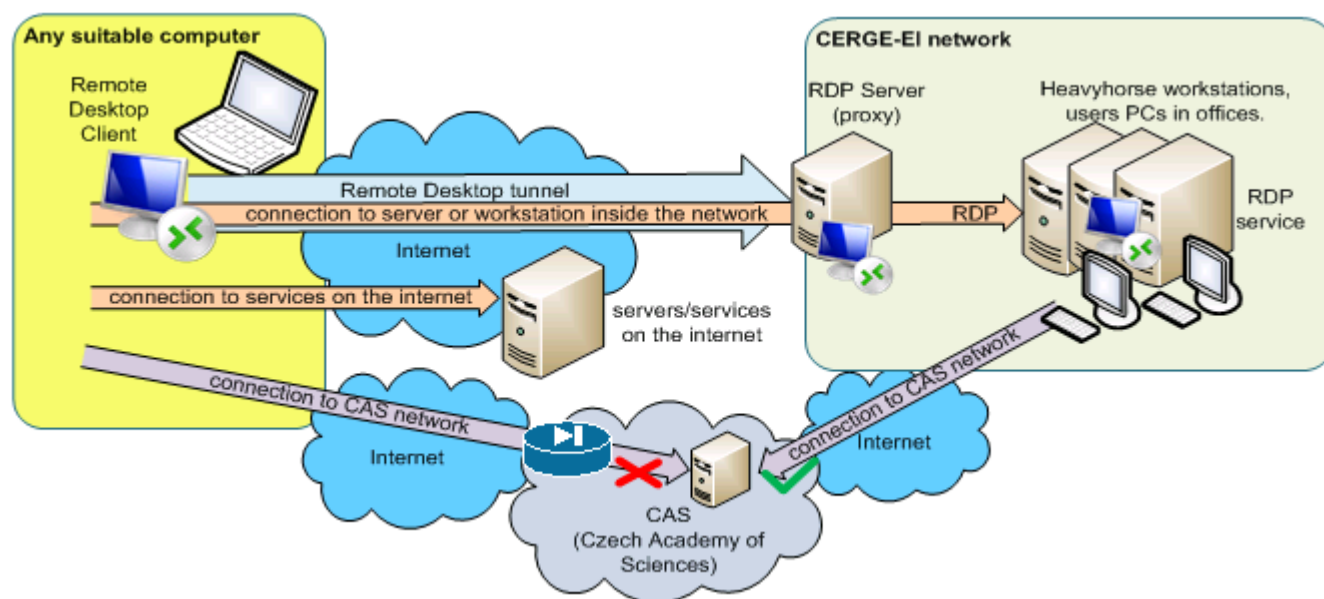 Any suitable computer
Remote
Desktop
Client
CERGE-EI network
RDP Server
(proxy)
Heavyhorse workstations,
users PCs in offices.
RDP
service
Remote Desktop tunnel
connection to server or workstation inside the network
RDP
Internet
connection to services on the internet
servers/services
on the internet
connection to CAS network
Internet
connection to CAS network
Internet
CAS
(Czech Academy of
Sciences)